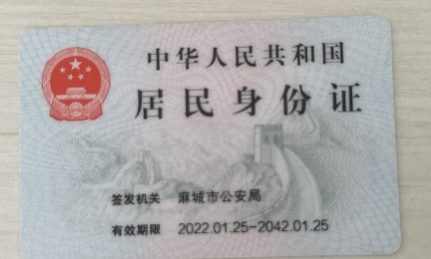 中华人民共和国
居民身份证
签发机关 麻城市公安局
有效期限 2022.01.25-2042.01.25